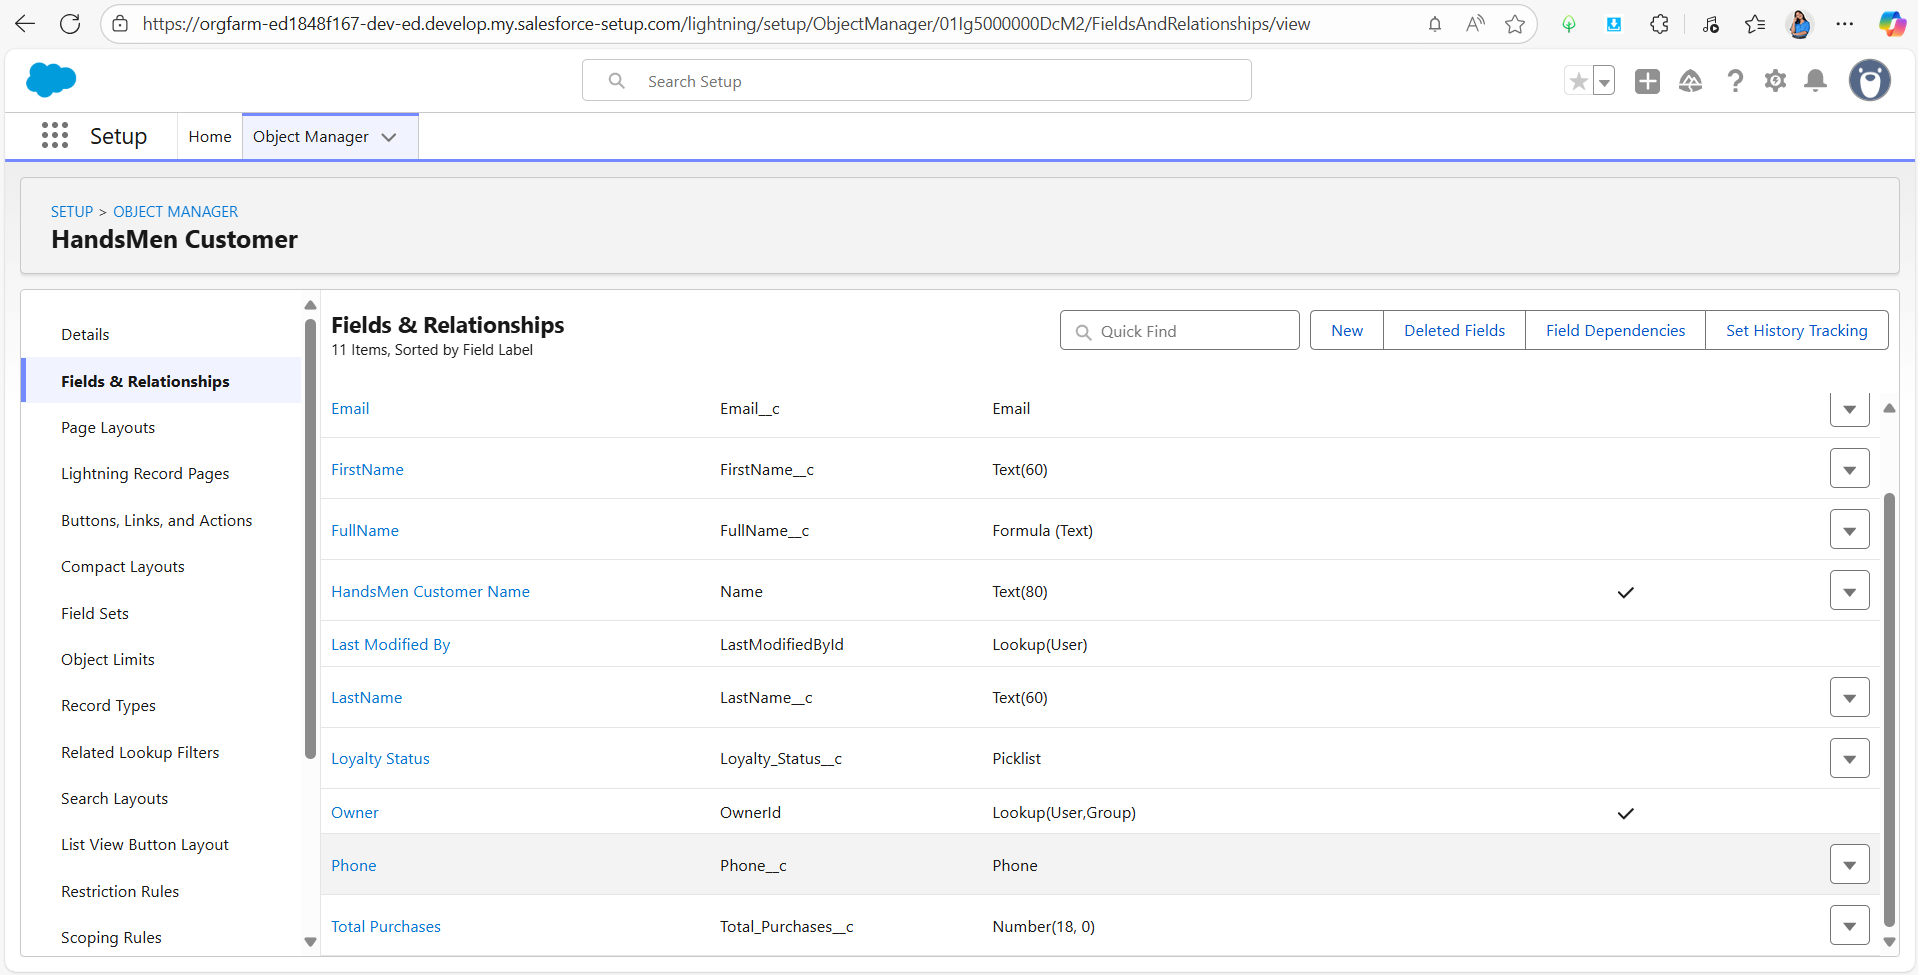 https://orgfarm-ed1848f167-dev-ed.develop.my.salesforce-setup.com/lightning/setup/ObjectManager/01Ig5000000DcM2/FieldsAndRelationships/view
Search Setup
Setup
Home
Object Manager
SETUP > OBJECT MANAGER
HandsMen Customer
Details
Fields & Relationships
Page Layouts
Lightning Record Pages
Buttons, Links, and Actions
Compact Layouts
Field Sets
Object Limits
Record Types
Related Lookup Filters
Search Layouts
List View Button Layout
Restriction Rules
Scoping Rules
Fields & Relationships
11 Items, Sorted by Field Label
Quick Find
New
Deleted Fields
Field Dependencies
Set History Tracking
Email Email__c Email
FirstName FirstName__c Text(60)
FullName FullName__c Formula (Text)
HandsMen Customer Name Name Text(80)
Last Modified By LastModifiedById Lookup(User)
LastName LastName__c Text(60)
Loyalty Status Loyalty_Status__c Picklist
Owner OwnerId Lookup(User,Group)
Phone Phone__c Phone
Total Purchases Total_Purchases__c Number(18, 0)